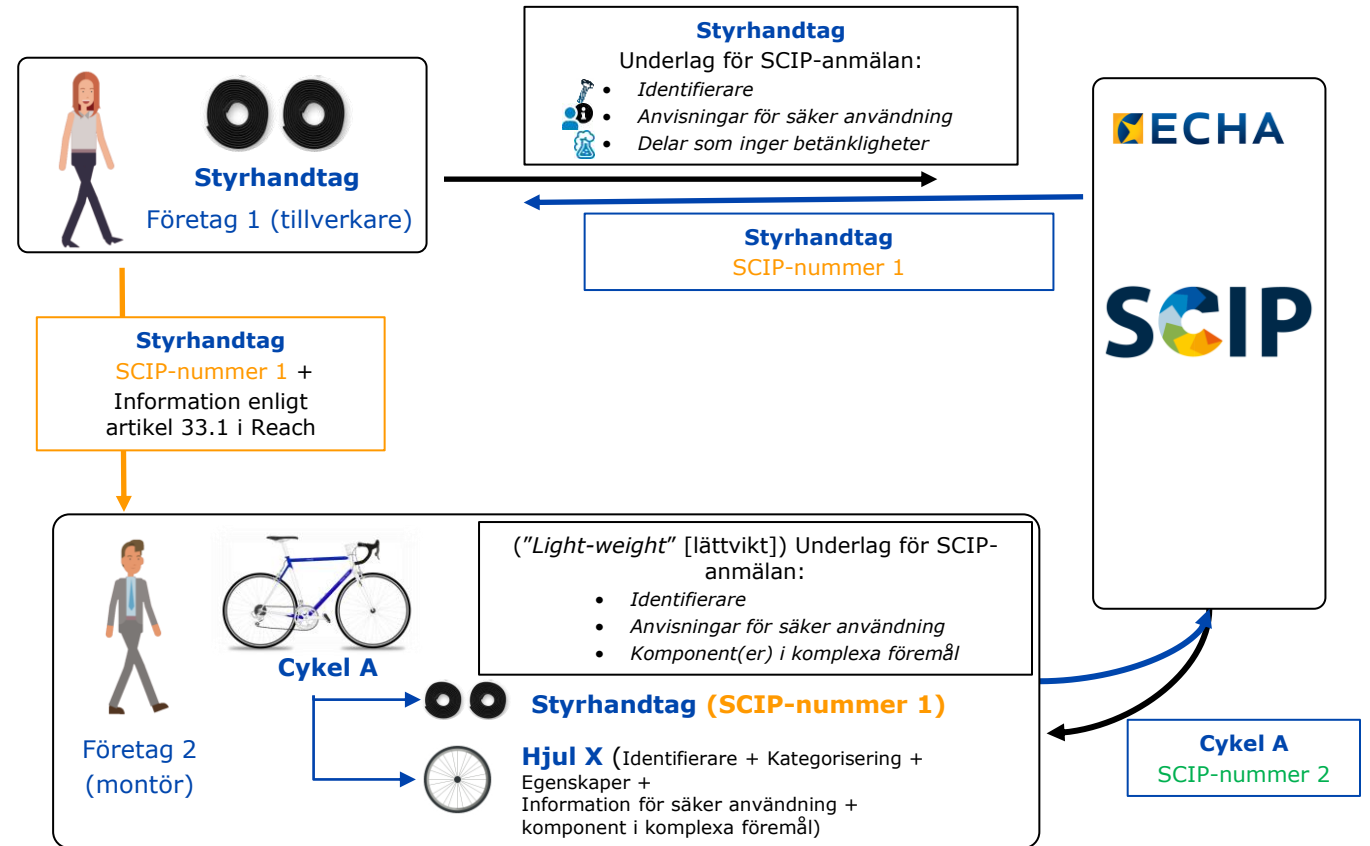 Styrhandtag
Underlag för SCIP-anmälan:
• Identifierare
• Anvisningar för säker användning
• Delar som inger betänkligheter
Styrhandtag
Företag 1 (tillverkare)
ECHA
SCIP
Styrhandtag
SCIP-nummer 1
Styrhandtag
SCIP-nummer 1 +
Information enligt
artikel 33.1 i Reach
("Light-weight" [lättvikt]) Underlag för SCIP-
anmälan:
• Identifierare
• Anvisningar för säker användning
• Komponent(er) i komplexa föremål
Cykel A
Styrhandtag (SCIP-nummer 1)
Företag 2
(montör)
Hjul X (Identifierare + Kategorisering +
Egenskaper +
Information för säker användning +
komponent i komplexa föremål)
Cykel A
SCIP-nummer 2